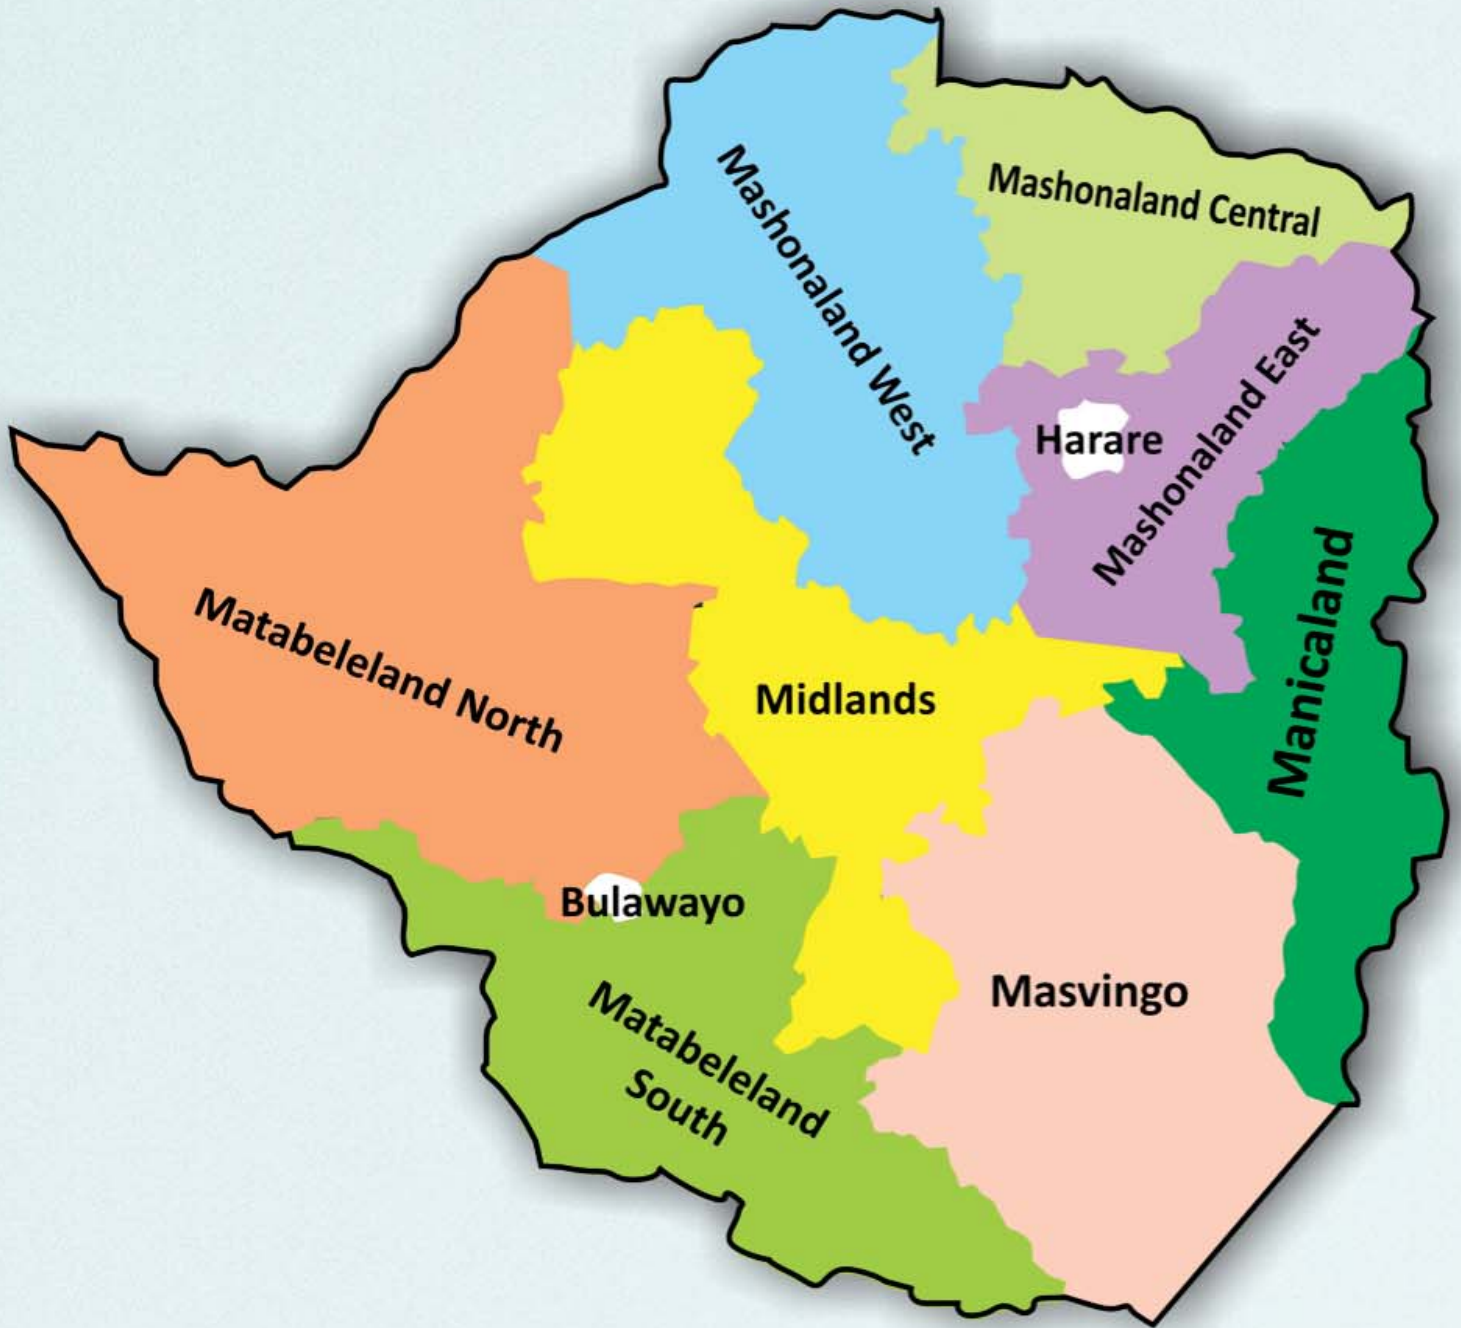 Mashonaland Central
Mashonaland West
Harare
Mashonaland East
Manicaland
Matabeleland North
Midlands
Bulawayo
Masvingo
Matabeleland
South